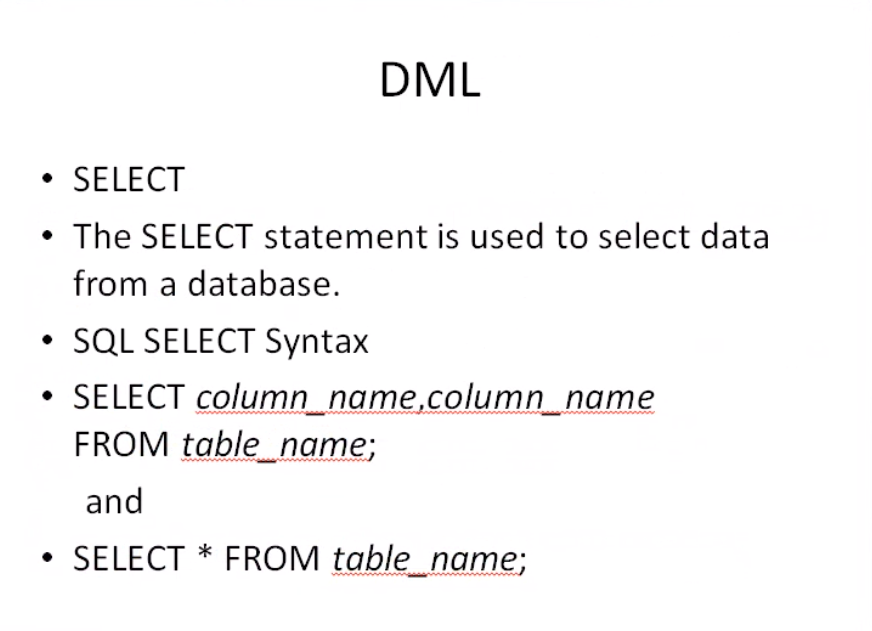 DML
• SELECT
• The SELECT statement is used to select data
from a database.
• SQL SELECT Syntax
• SELECT column_name,column_name
FROM table_name;
and
• SELECT * FROM table_name;